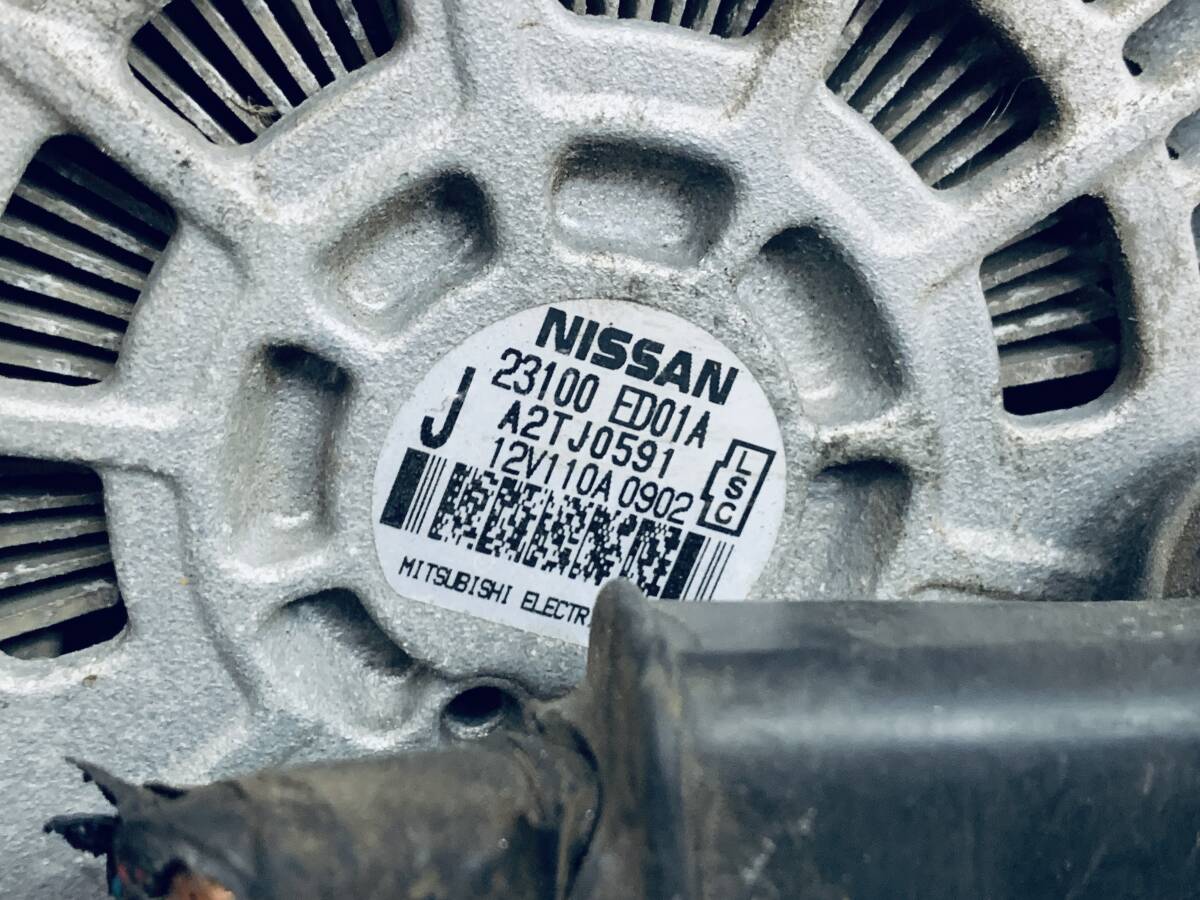 NISSAN
23100 ED01A
J
A2TJ0591
12V110A 0902
LSC
MITSUBISHI ELECTR